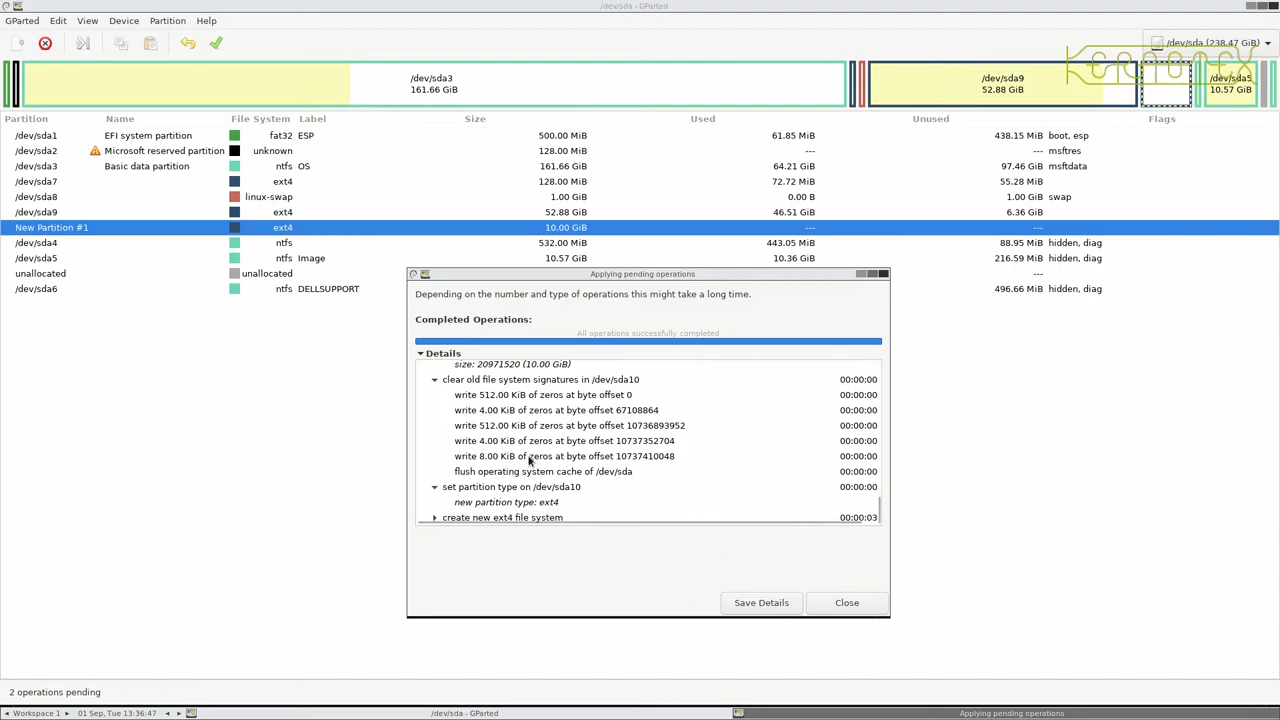 /dev/sda - GParted
GParted Edit View Device Partition Help
/dev/sda (238.47 GiB)
/dev/sda3
161.66 GiB
/dev/sda9
52.88 GiB
/dev/sda5
10.57 GiB
Partition Name File System Label Size Used Unused Flags
/dev/sda1 EFI system partition fat32 ESP 500.00 MiB 61.85 MiB 438.15 MiB boot, esp
/dev/sda2 Microsoft reserved partition unknown 128.00 MiB --- --- msftres
/dev/sda3 Basic data partition ntfs OS 161.66 GiB 64.21 GiB 97.46 GiB msftdata
/dev/sda7 ext4 128.00 MiB 72.72 MiB 55.28 MiB
/dev/sda8 linux-swap 1.00 GiB 0.00 B 1.00 GiB swap
/dev/sda9 ext4 52.88 GiB 46.51 GiB 6.36 GiB
New Partition #1 ext4 10.00 GiB --- ---
/dev/sda4 ntfs 532.00 MiB 443.05 MiB 88.95 MiB hidden, diag
/dev/sda5 ntfs Image 10.57 GiB 10.36 GiB 216.59 MiB hidden, diag
unallocated unallocated ---
/dev/sda6 ntfs DELLSUPPORT 496.66 MiB hidden, diag
Applying pending operations
Depending on the number and type of operations this might take a long time.
Completed Operations:
All operations successfully completed
Details
size: 20971520 (10.00 GiB)
clear old file system signatures in /dev/sda10 00:00:00
write 512.00 KiB of zeros at byte offset 0 00:00:00
write 4.00 KiB of zeros at byte offset 67108864 00:00:00
write 512.00 KiB of zeros at byte offset 10736893952 00:00:00
write 4.00 KiB of zeros at byte offset 10737352704 00:00:00
write 8.00 KiB of zeros at byte offset 10737410048 00:00:00
flush operating system cache of /dev/sda 00:00:00
set partition type on /dev/sda10 00:00:00
new partition type: ext4
create new ext4 file system 00:00:03
Save Details Close
2 operations pending
Workspace 1 01 Sep, Tue 13:36:47 /dev/sda - GParted Applying pending operations